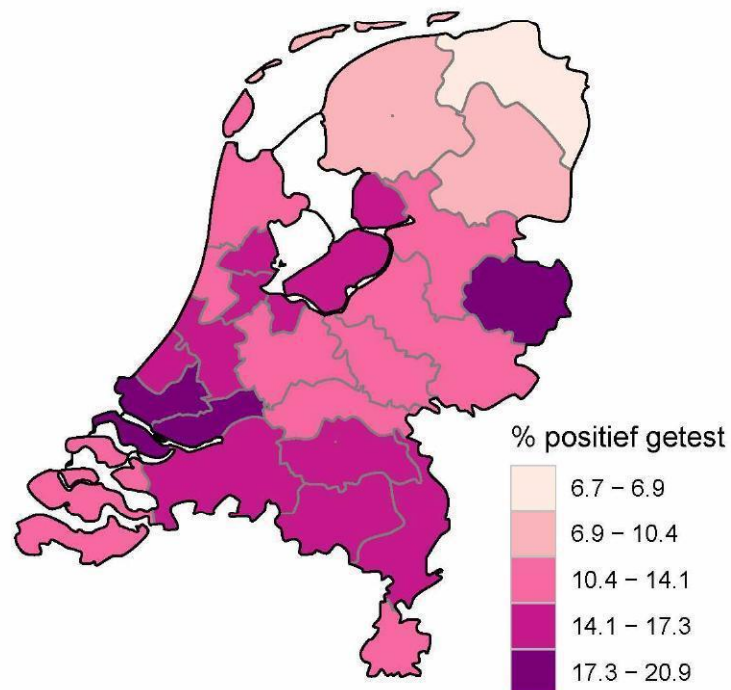 % positief getest
6.7 − 6.9
6.9 − 10.4
10.4 − 14.1
14.1 − 17.3
17.3 − 20.9